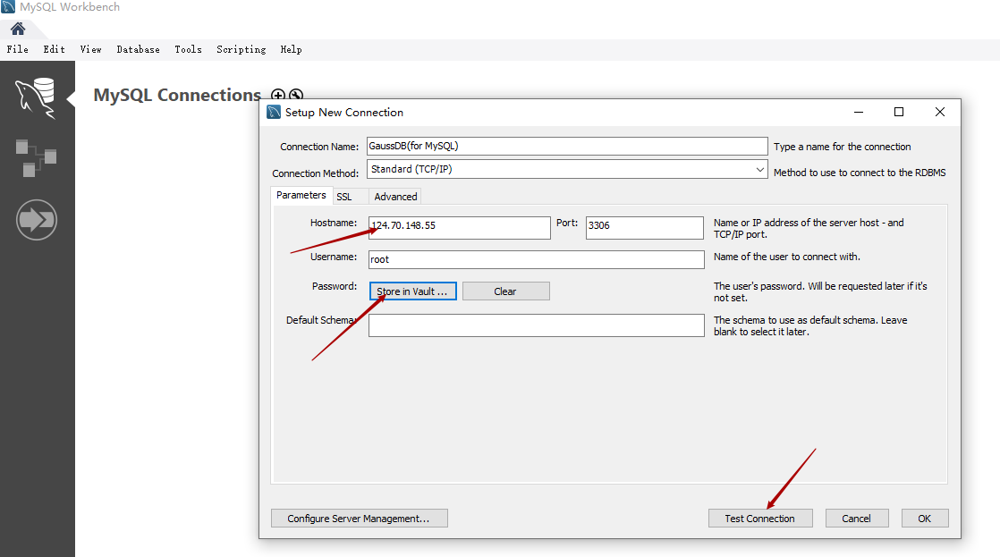 MySQL Workbench
File Edit View Database Tools Scripting Help
MySQL Connections
Setup New Connection
Connection Name: GaussDB(for MySQL) Type a name for the connection
Connection Method: Standard (TCP/IP) Method to use to connect to the RDBMS
Parameters SSL Advanced
Hostname: 124.70.148.55 Port: 3306 Name or IP address of the server host - and
TCP/IP port.
Username: root Name of the user to connect with.
Password: Store in Vault ... Clear The user's password. Will be requested later if it's
not set.
Default Schema: The schema to use as default schema. Leave
blank to select it later.
Configure Server Management... Test Connection Cancel OK